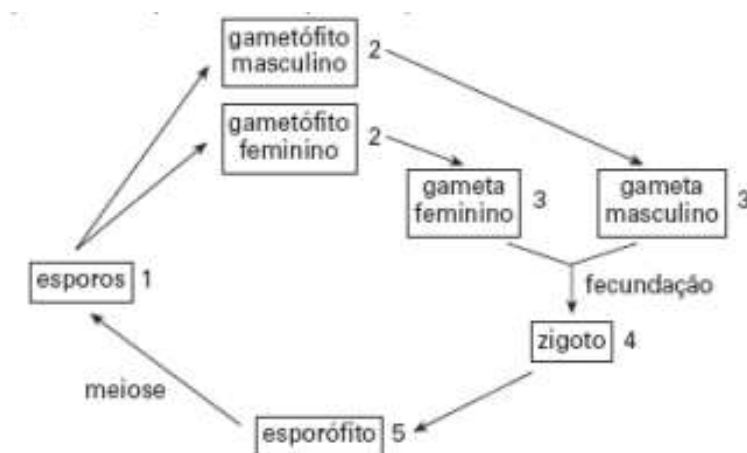 gametófito
masculino 2
gametófito
feminino 2
gameta
feminino 3
gameta
masculino 3
esporos 1
fecundação
zigoto 4
meiose
esporófito 5